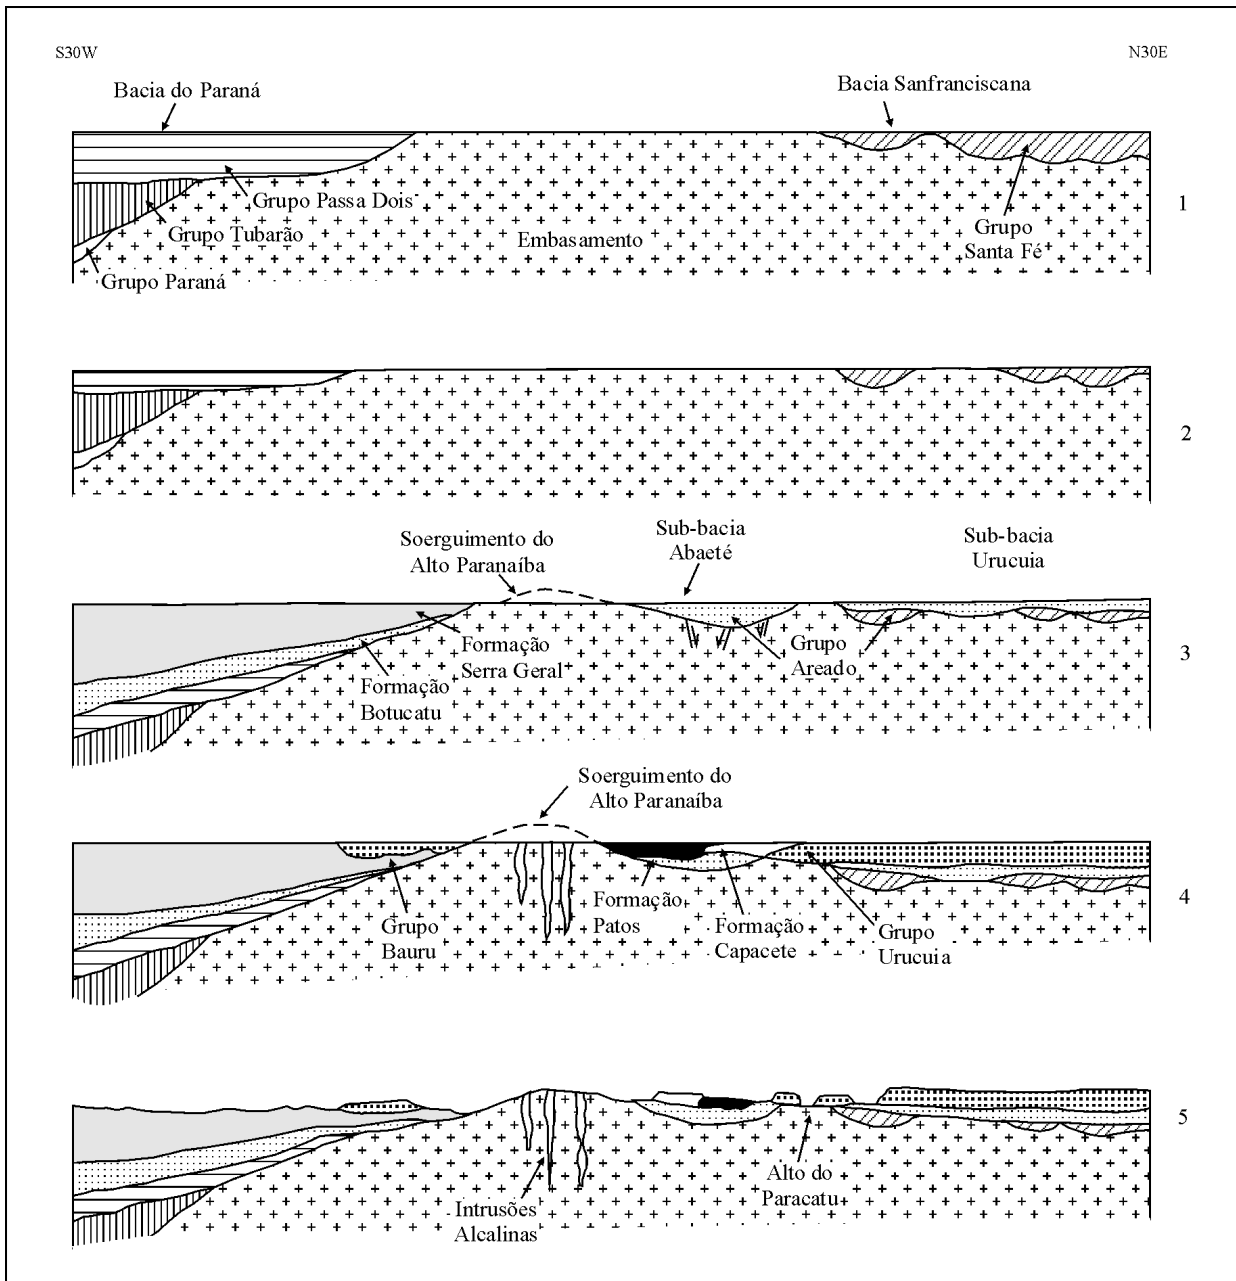 S30W
N30E
Bacia do Paraná
Bacia Sanfranciscana
Grupo Passa Dois
Grupo Tubarão
Grupo Paraná
Embasamento
Grupo
Santa Fé
1
2
Soerguimento do
Alto Paranaíba
Sub-bacia
Abaeté
Sub-bacia
Urucuia
Formação
Serra Geral
Formação
Botucatu
Grupo
Areado
3
Soerguimento do
Alto Paranaíba
Grupo
Bauru
Formação
Patos
Formação
Capacete
Grupo
Urucuia
4
Intrusões
Alcalinas
Alto do
Paracatu
5